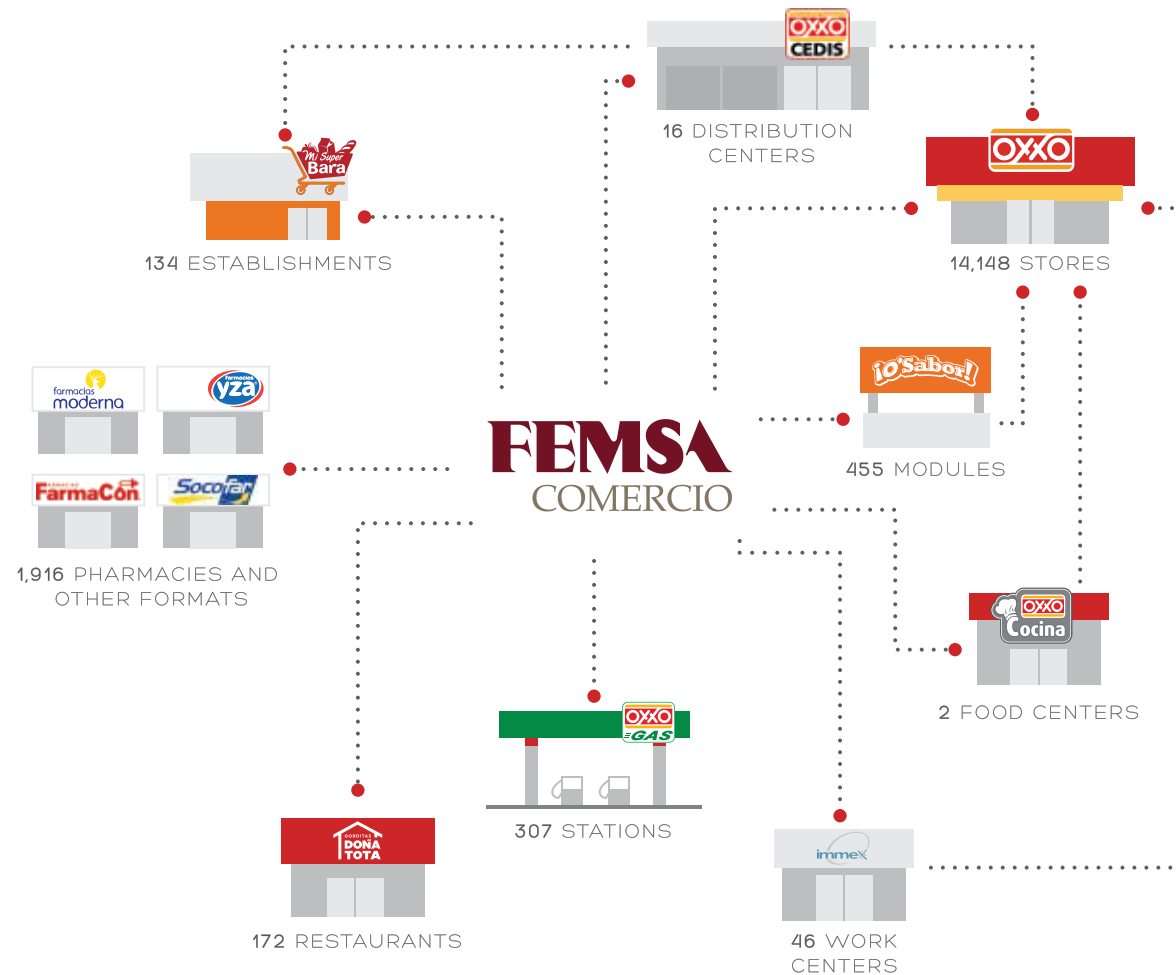 OXXO
CEDIS
16 DISTRIBUTION
CENTERS
Mi Super
Bara
134 ESTABLISHMENTS
OXXO
14,148 STORES
farmacias
moderna
farmacias
yza
FARMACIAS
FarmaCon
Socofar
1,916 PHARMACIES AND
OTHER FORMATS
FEMSA
COMERCIO
¡O'Sabor!
455 MODULES
OXXO
Cocina
2 FOOD CENTERS
OXXO
GAS
307 STATIONS
GORDITAS
DOÑA
TOTA
172 RESTAURANTS
immex
46 WORK
CENTERS